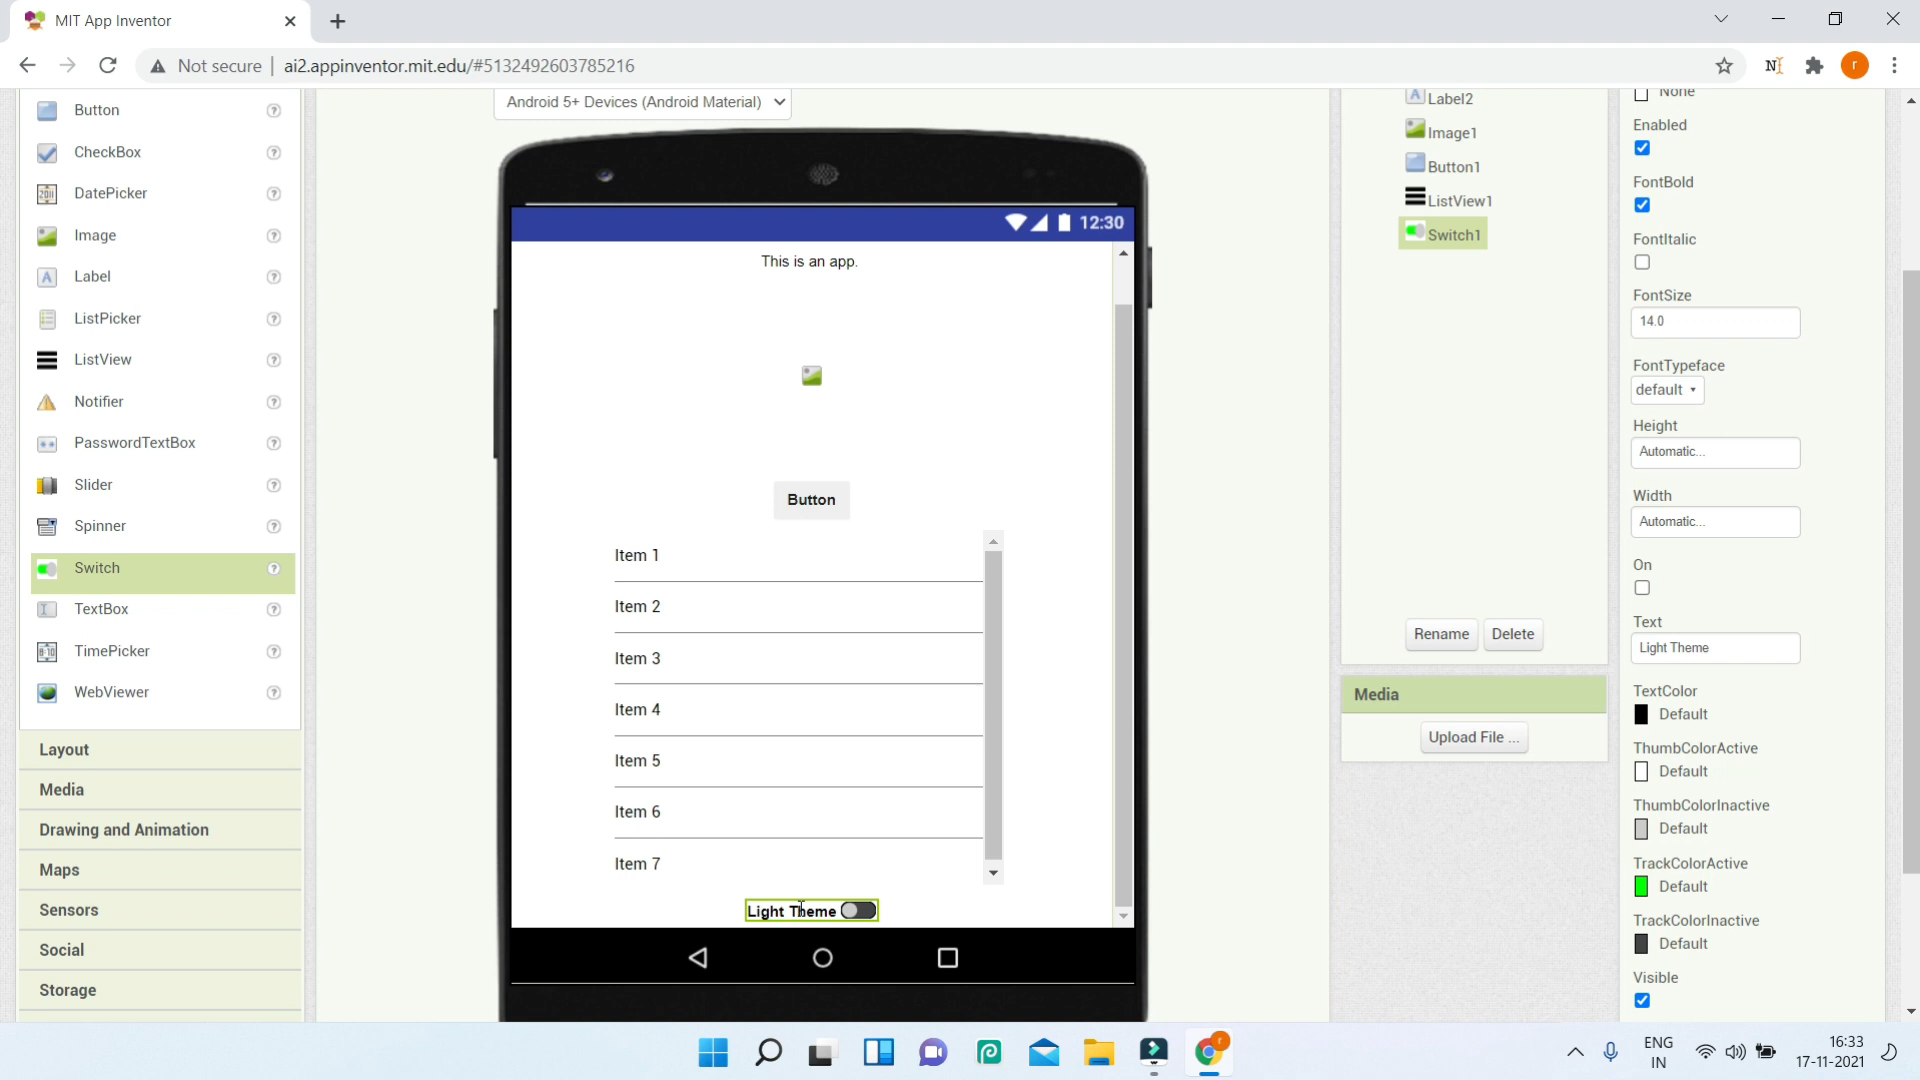 MIT App Inventor
Not secure
ai2.appinventor.mit.edu/#5132492603785216
r
Button
CheckBox
DatePicker
Image
Label
ListPicker
ListView
Notifier
PasswordTextBox
Slider
Spinner
Switch
TextBox
TimePicker
WebViewer
Layout
Media
Drawing and Animation
Maps
Sensors
Social
Storage
Android 5+ Devices (Android Material)
12:30
This is an app.
Button
Item 1
Item 2
Item 3
Item 4
Item 5
Item 6
Item 7
Light Theme
Label2
Image1
Button1
ListView1
Switch1
Rename
Delete
Media
Upload File ...
None
Enabled
FontBold
FontItalic
FontSize
14.0
FontTypeface
default
Height
Automatic...
Width
Automatic...
On
Text
Light Theme
TextColor
Default
ThumbColorActive
Default
ThumbColorInactive
Default
TrackColorActive
Default
TrackColorInactive
Default
Visible
ENG
IN
16:33
17-11-2021